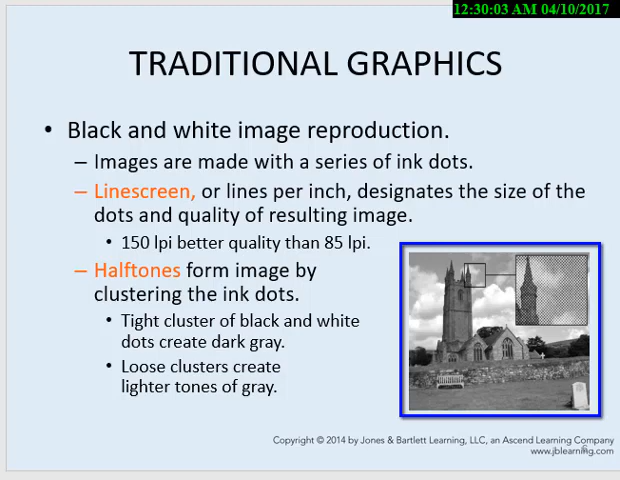 12:30:03 AM 04/10/2017
TRADITIONAL GRAPHICS
• Black and white image reproduction.
– Images are made with a series of ink dots.
– Linescreen, or lines per inch, designates the size of the
dots and quality of resulting image.
• 150 lpi better quality than 85 lpi.
– Halftones form image by
clustering the ink dots.
• Tight cluster of black and white
dots create dark gray.
• Loose clusters create
lighter tones of gray.
Copyright © 2014 by Jones & Bartlett Learning, LLC, an Ascend Learning Company
www.jblearning.com